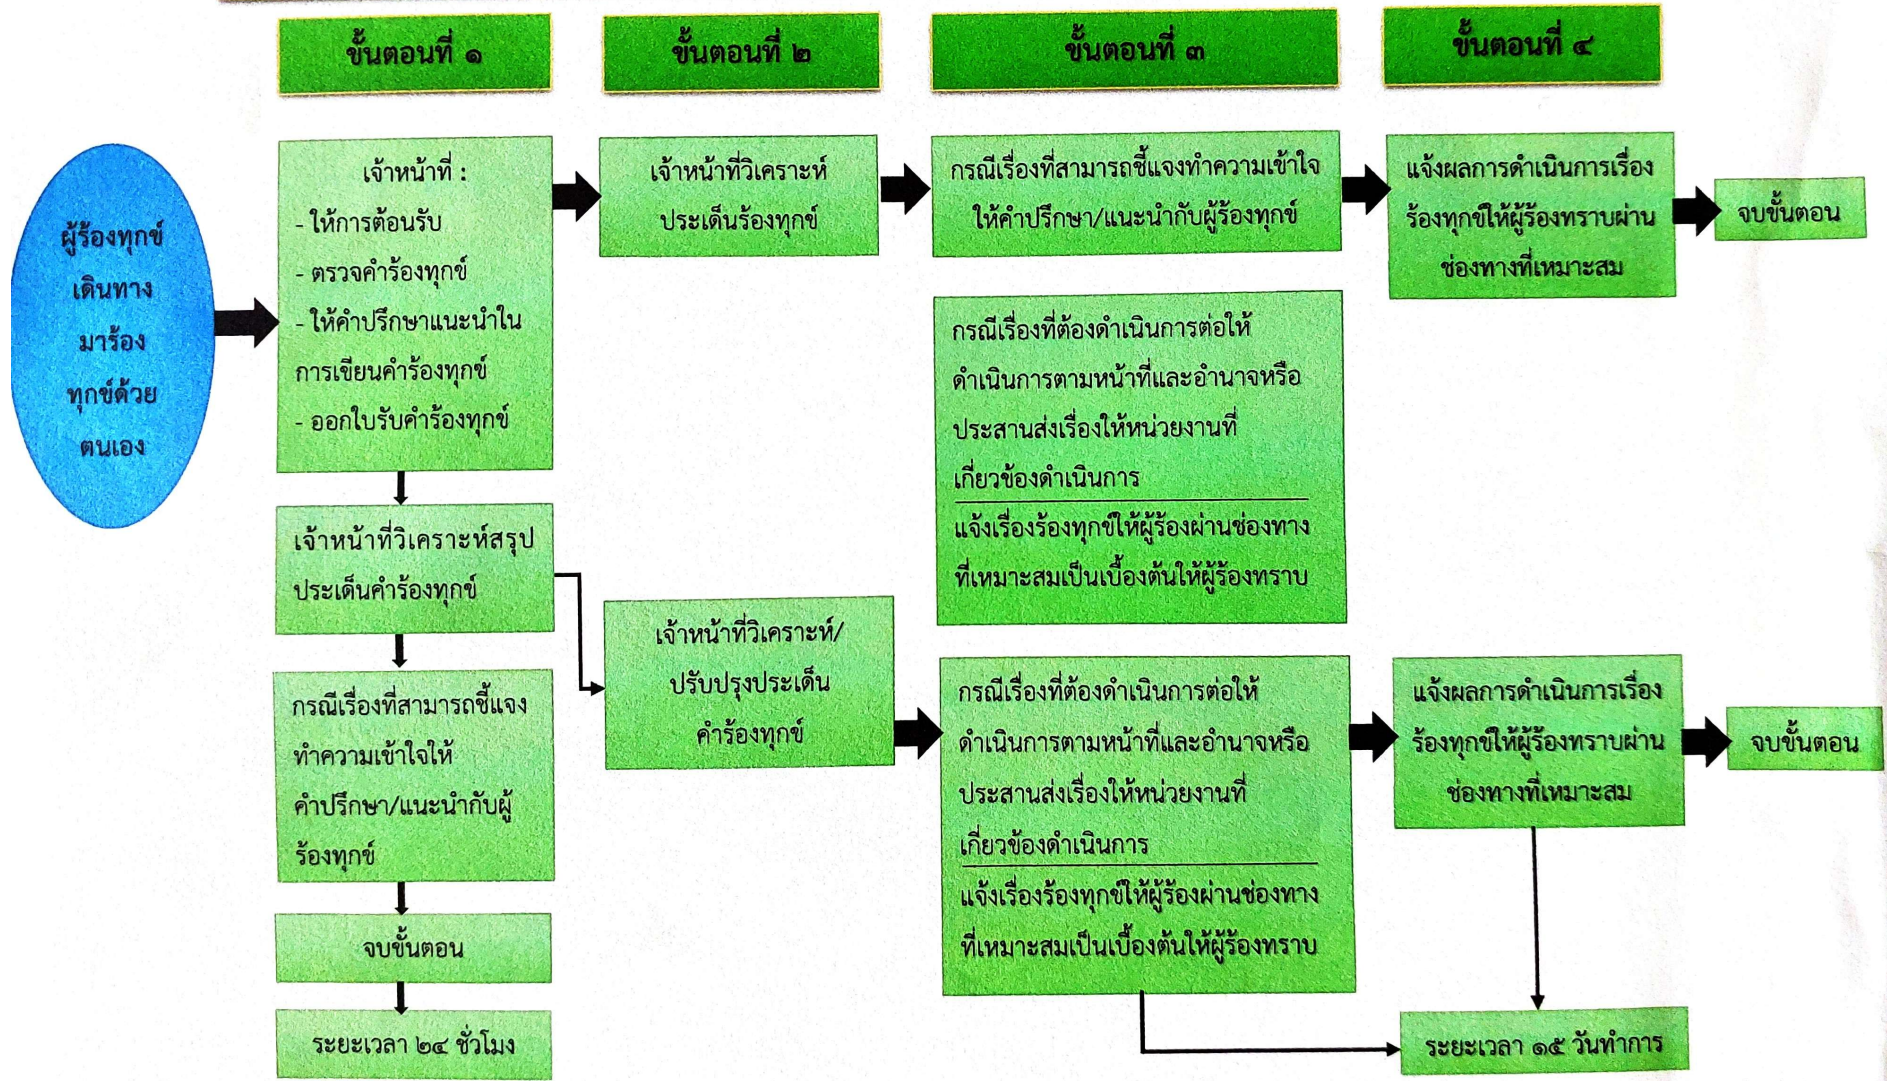 ขั้นตอนที่ ๑
ขั้นตอนที่ ๒
ขั้นตอนที่ ๓
ขั้นตอนที่ ๔
ผู้ร้องทุกข์
เดินทาง
มาร้อง
ทุกข์ด้วย
ตนเอง
เจ้าหน้าที่ :
- ให้การต้อนรับ
- ตรวจคำร้องทุกข์
- ให้คำปรึกษาแนะนำใน
การเขียนคำร้องทุกข์
- ออกใบรับคำร้องทุกข์
เจ้าหน้าที่วิเคราะห์
ประเด็นร้องทุกข์
กรณีเรื่องที่สามารถชี้แจงทำความเข้าใจ
ให้คำปรึกษา/แนะนำกับผู้ร้องทุกข์
แจ้งผลการดำเนินการเรื่อง
ร้องทุกข์ให้ผู้ร้องทราบผ่าน
ช่องทางที่เหมาะสม
จบขั้นตอน
กรณีเรื่องที่ต้องดำเนินการต่อให้
ดำเนินการตามหน้าที่และอำนาจหรือ
ประสานส่งเรื่องให้หน่วยงานที่
เกี่ยวข้องดำเนินการ
แจ้งเรื่องร้องทุกข์ให้ผู้ร้องผ่านช่องทาง
ที่เหมาะสมเป็นเบื้องต้นให้ผู้ร้องทราบ
เจ้าหน้าที่วิเคราะห์สรุป
ประเด็นคำร้องทุกข์
เจ้าหน้าที่วิเคราะห์/
ปรับปรุงประเด็น
คำร้องทุกข์
กรณีเรื่องที่ต้องดำเนินการต่อให้
ดำเนินการตามหน้าที่และอำนาจหรือ
ประสานส่งเรื่องให้หน่วยงานที่
เกี่ยวข้องดำเนินการ
แจ้งเรื่องร้องทุกข์ให้ผู้ร้องผ่านช่องทาง
ที่เหมาะสมเป็นเบื้องต้นให้ผู้ร้องทราบ
แจ้งผลการดำเนินการเรื่อง
ร้องทุกข์ให้ผู้ร้องทราบผ่าน
ช่องทางที่เหมาะสม
จบขั้นตอน
กรณีเรื่องที่สามารถชี้แจง
ทำความเข้าใจให้
คำปรึกษา/แนะนำกับผู้
ร้องทุกข์
จบขั้นตอน
ระยะเวลา ๒๔ ชั่วโมง
ระยะเวลา ๑๕ วันทำการ